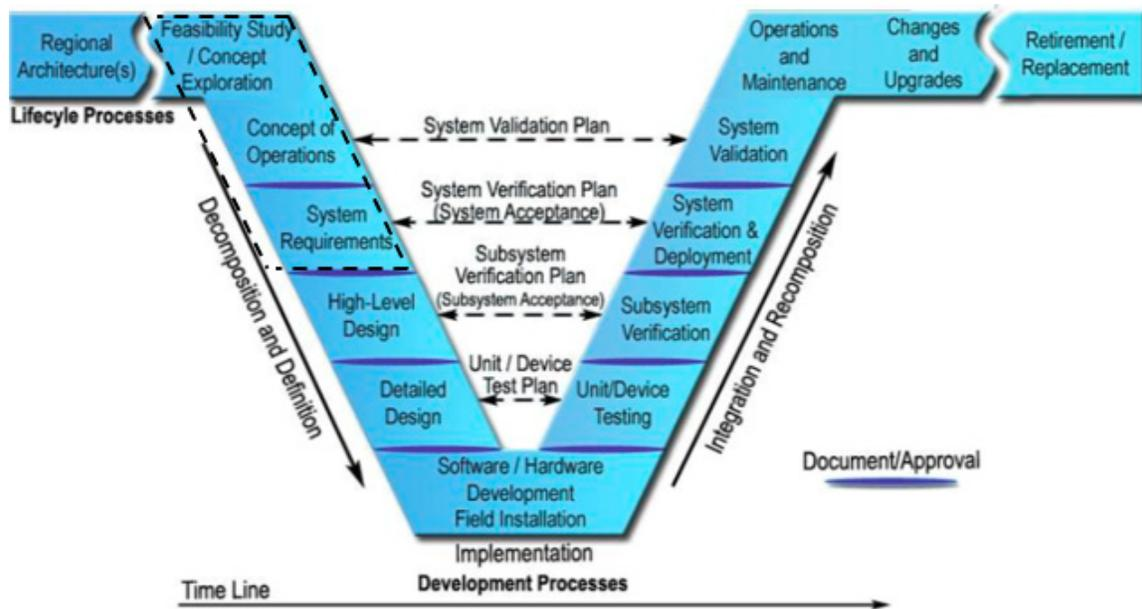 Regional
Architecture(s)
Feasibility Study
/ Concept
Exploration
Operations
and
Maintenance
Changes
and
Upgrades
Retirement /
Replacement
Lifecyle Processes
Concept of
Operations
System Validation Plan
System
Validation
System
Requirements
System Verification Plan
(System Acceptance)
System
Verification &
Deployment
High-Level
Design
Subsystem
Verification Plan
(Subsystem Acceptance)
Subsystem
Verification
Detailed
Design
Unit / Device
Test Plan
Unit/Device
Testing
Decomposition and Definition
Integration and Recomposition
Software / Hardware
Development
Field Installation
Document/Approval
Implementation
Development Processes
Time Line